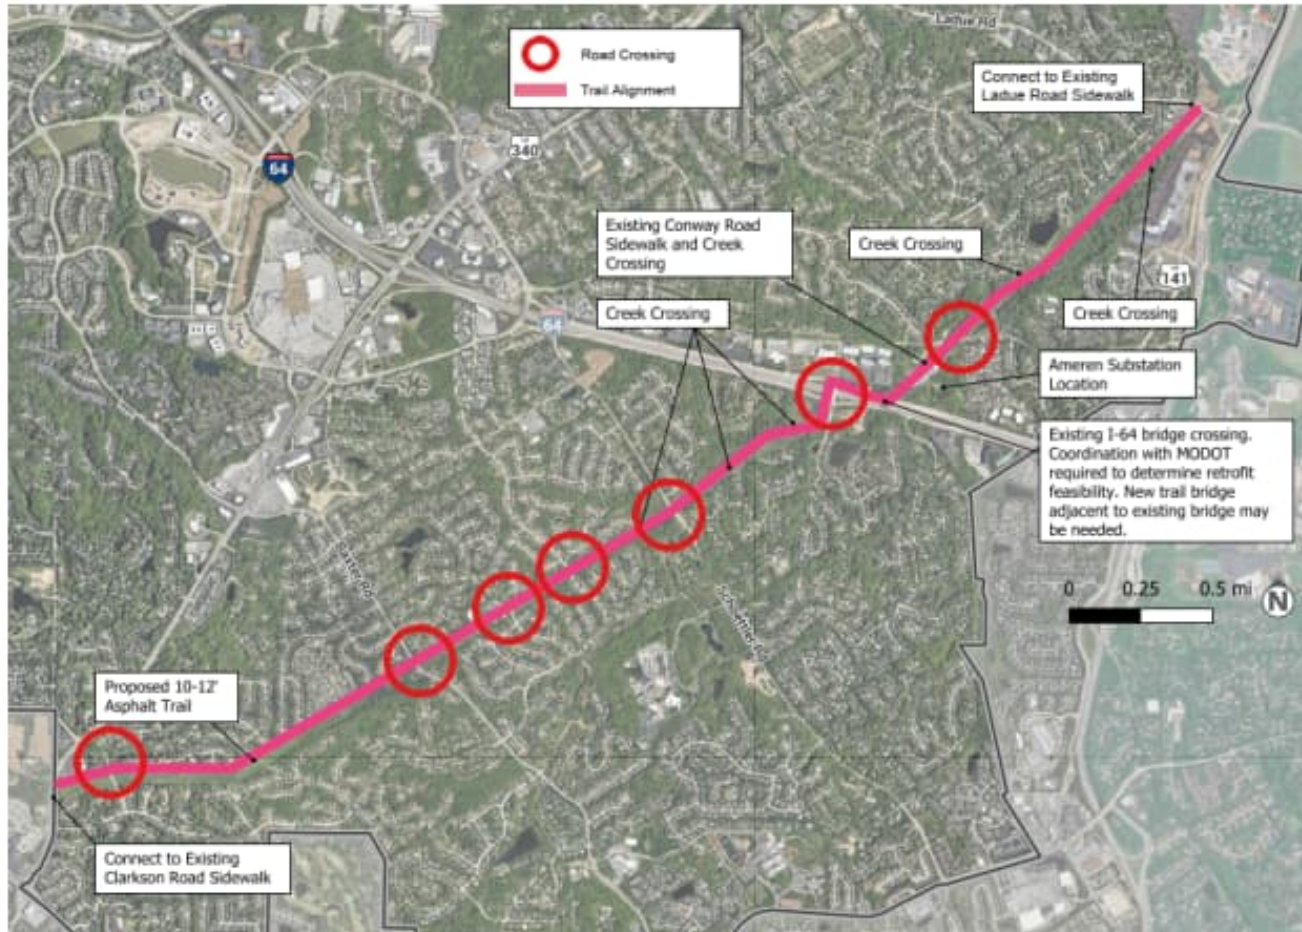 Ladue Rd
Road Crossing
Trail Alignment
Connect to Existing
Ladue Road Sidewalk
340
64
Existing Conway Road
Sidewalk and Creek
Crossing
Creek Crossing
141
Creek Crossing
64
Creek Crossing
Ameren Substation
Location
Existing I-64 bridge crossing.
Coordination with MODOT
required to determine retrofit
feasibility. New trail bridge
adjacent to existing bridge may
be needed.
Baxter Rd
Schoettler
0 0.25 0.5 mi
N
Proposed 10-12'
Asphalt Trail
Connect to Existing
Clarkson Road Sidewalk